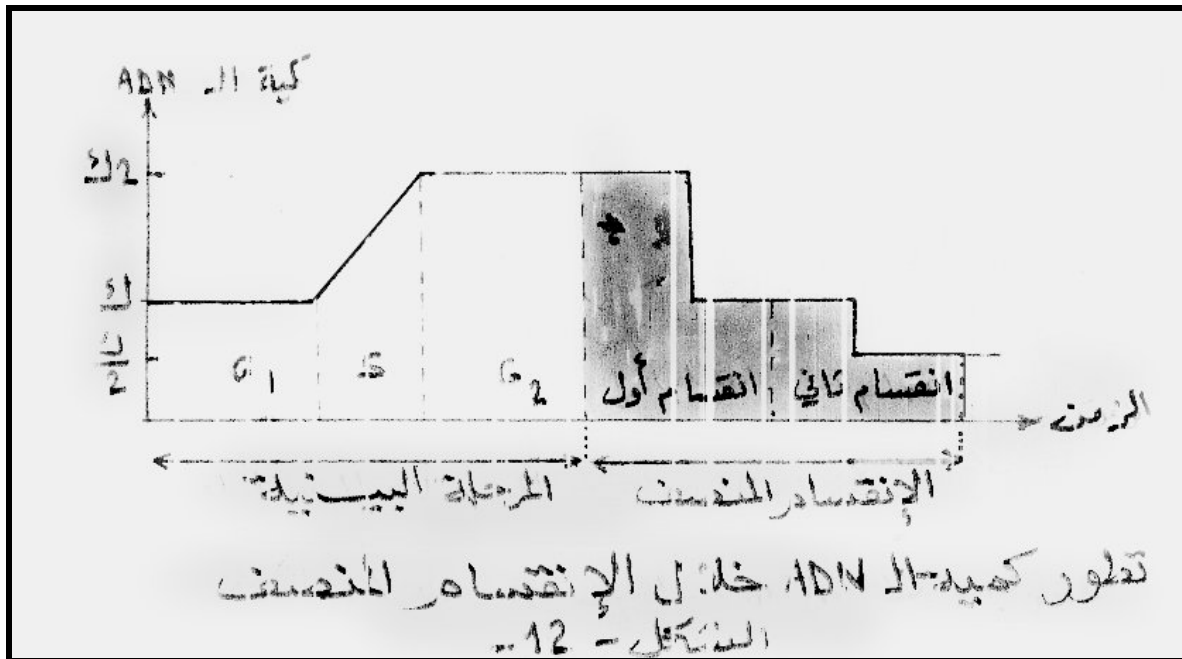 كمية الـ ADN
2ك
ك
ك/2
G1 S G2 انقسام أول انقسام ثاني
الزمن
المرحلة البينية الإنقسام المنصف
تطور كمية الـ ADN خلال الإنقسام المنصف
الشكل - 12 -